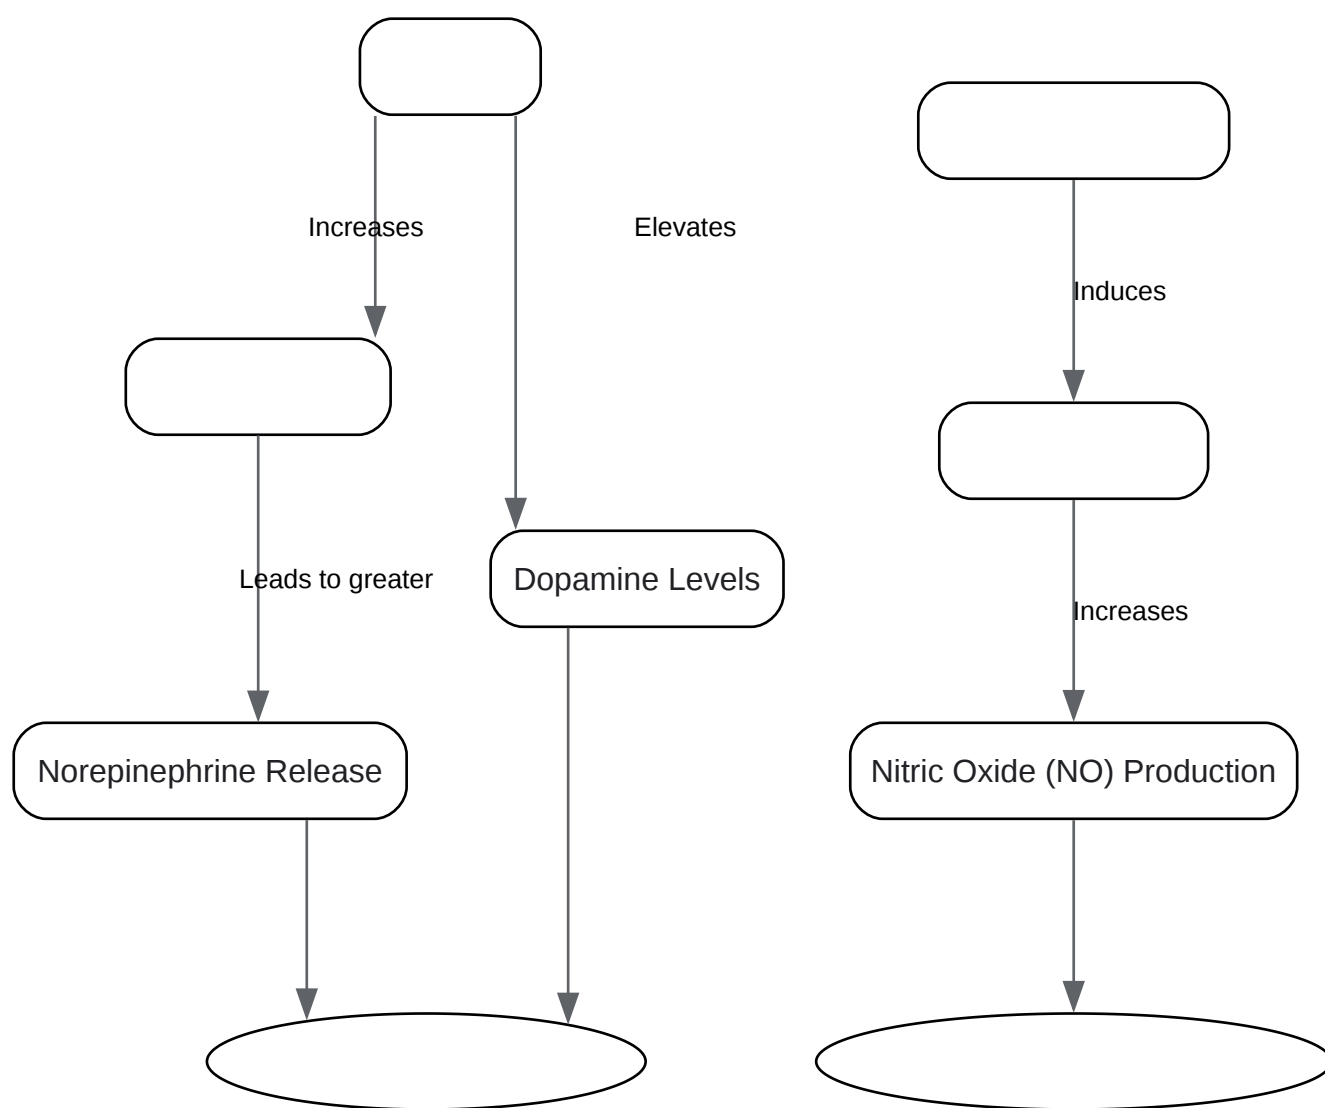 Increases
Elevates
Induces
Leads to greater
Dopamine Levels
Increases
Norepinephrine Release
Nitric Oxide (NO) Production